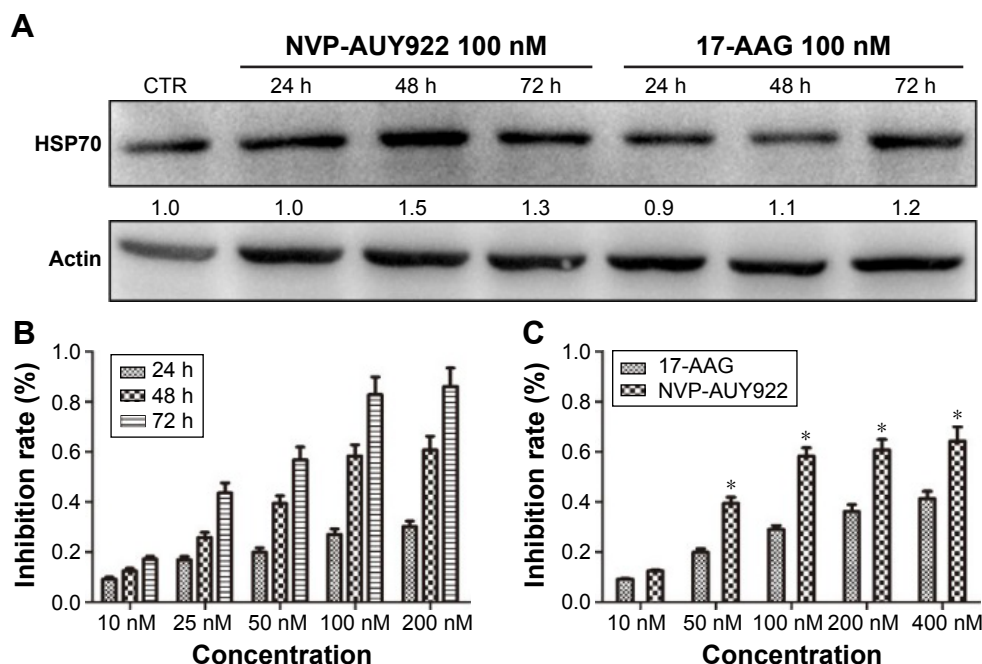 A
NVP-AUY922 100 nM 17-AAG 100 nM
CTR 24 h 48 h 72 h 24 h 48 h 72 h
HSP70
1.0 1.0 1.5 1.3 0.9 1.1 1.2
Actin
B
Inhibition rate (%)
1.0
0.8
0.6
0.4
0.2
0.0
24 h
48 h
72 h
10 nM 25 nM 50 nM 100 nM 200 nM
Concentration
C
Inhibition rate (%)
1.0
0.8
0.6
0.4
0.2
0.0
17-AAG
NVP-AUY922
* * * *
10 nM 50 nM 100 nM 200 nM 400 nM
Concentration